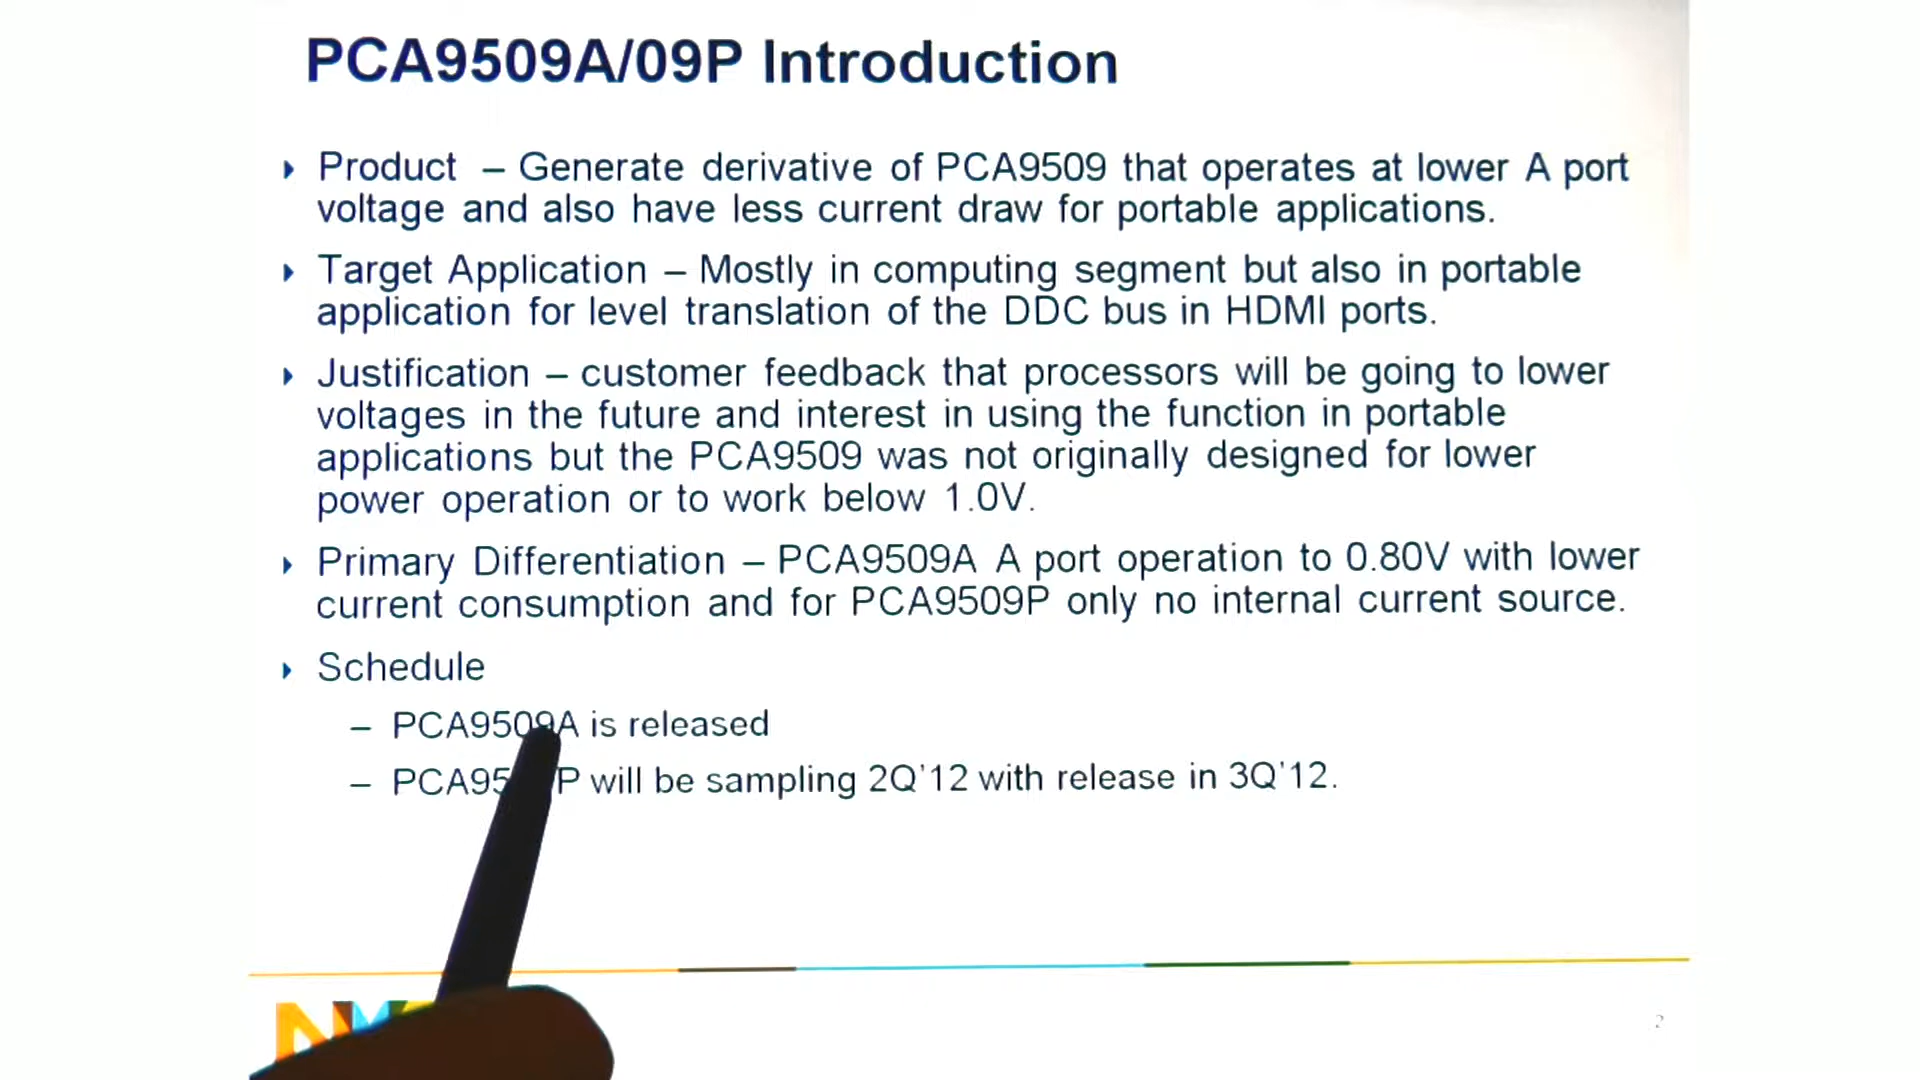 PCA9509A/09P Introduction
Product – Generate derivative of PCA9509 that operates at lower A port
voltage and also have less current draw for portable applications.
Target Application – Mostly in computing segment but also in portable
application for level translation of the DDC bus in HDMI ports.
Justification – customer feedback that processors will be going to lower
voltages in the future and interest in using the function in portable
applications but the PCA9509 was not originally designed for lower
power operation or to work below 1.0V.
Primary Differentiation – PCA9509A A port operation to 0.80V with lower
current consumption and for PCA9509P only no internal current source.
Schedule
– PCA9509A is released
– will be sampling 2Q'12 with release in 3Q'12.
2